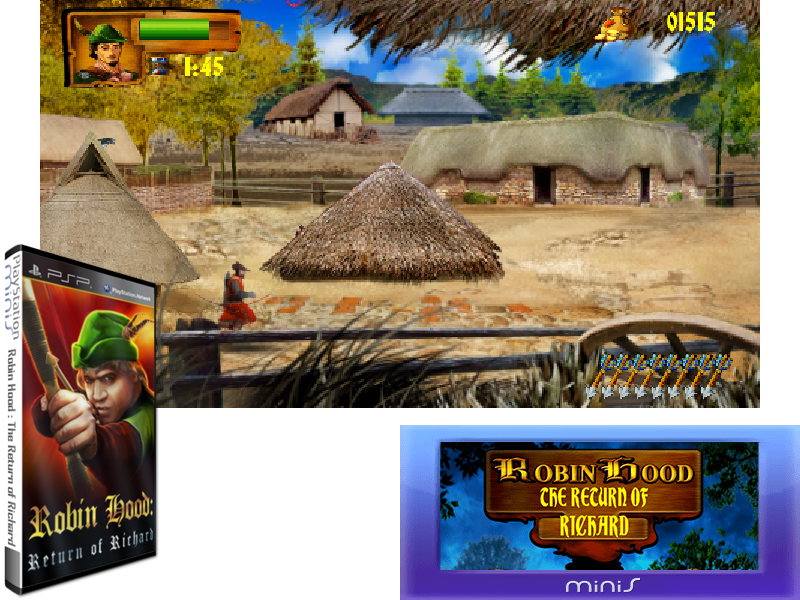 01515
1:45
PSP
PlayStation Network
PlayStation
minis
Robin Hood : The Return of Richard
Robin Hood:
Return of Richard
ROBIN HOOD
THE RETURN OF
RICHARD
minis